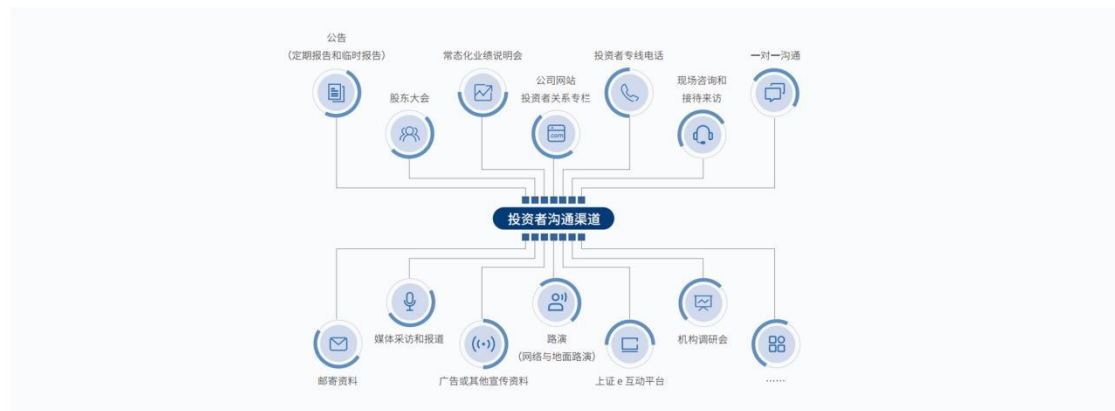 公告
（定期报告和临时报告）
股东大会
常态化业绩说明会
公司网站
投资者关系专栏
.com
投资者专线电话
现场咨询和
接待来访
一对一沟通
投资者沟通渠道
邮寄资料
媒体采访和报道
广告或其他宣传资料
路演
（网络与地面路演）
上证 e 互动平台
机构调研会
……